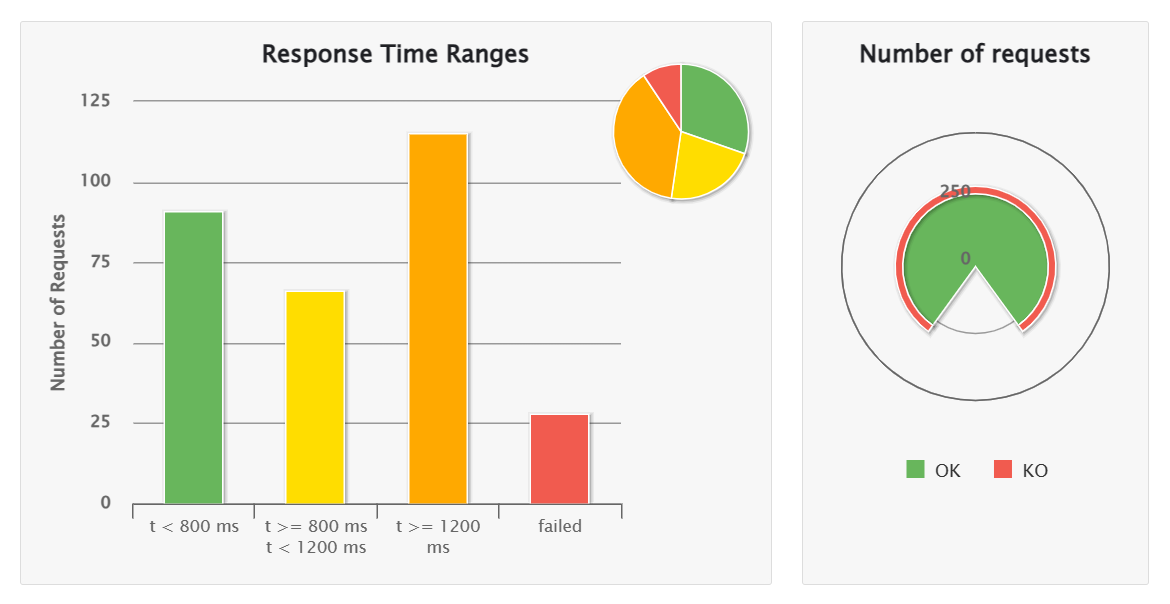 Response Time Ranges
125
100
75
50
25
0
Number of Requests
t < 800 ms
t >= 800 ms
t < 1200 ms
t >= 1200
ms
failed
Number of requests
250
0
OK
KO